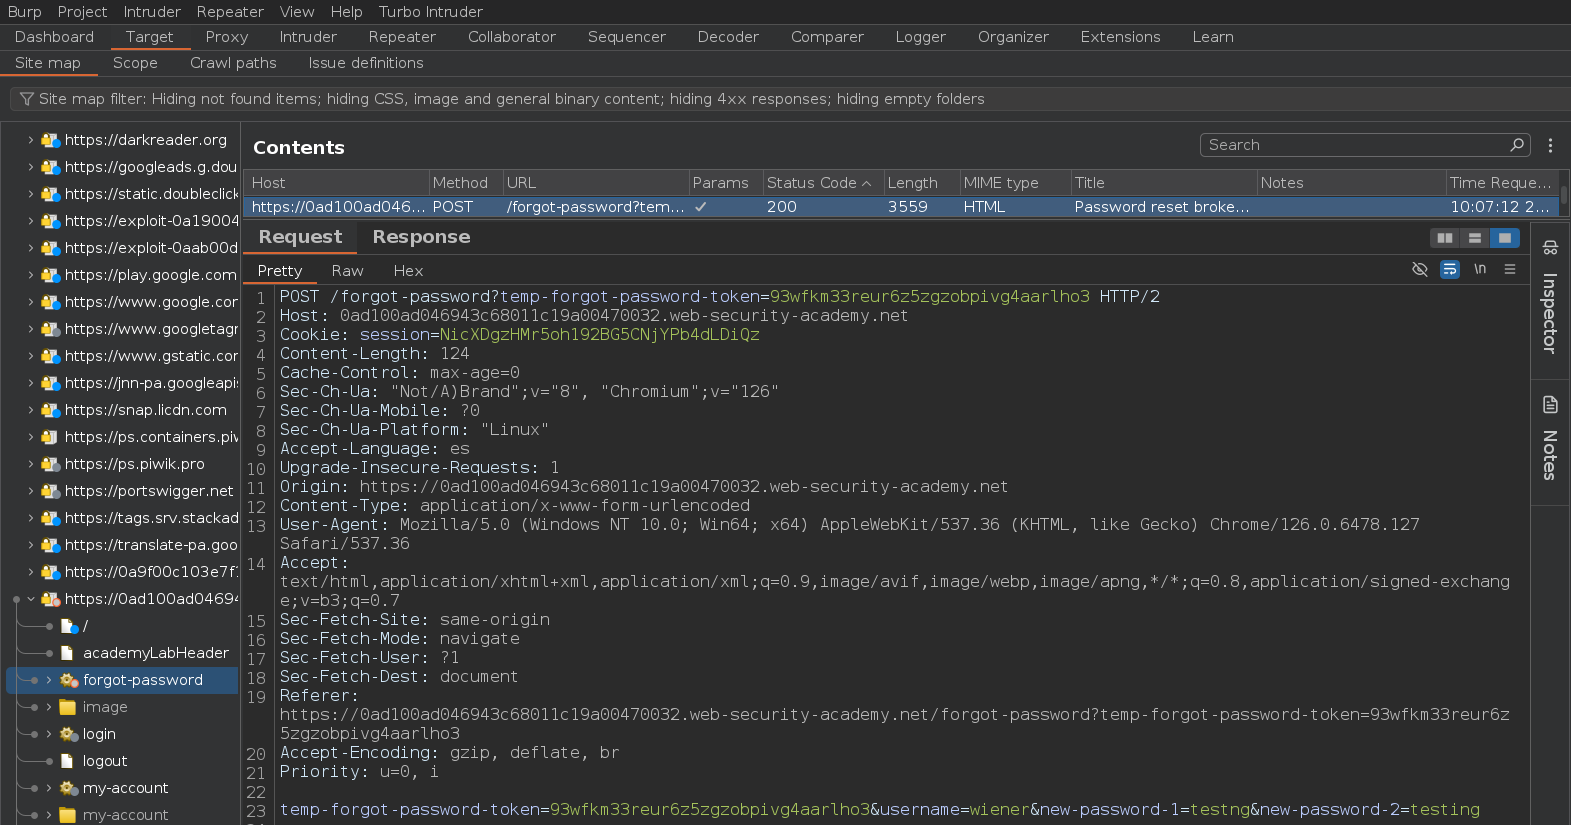 Burp Project Intruder Repeater View Help Turbo Intruder
Dashboard Target Proxy Intruder Repeater Collaborator Sequencer Decoder Comparer Logger Organizer Extensions Learn
Site map Scope Crawl paths Issue definitions
Site map filter: Hiding not found items; hiding CSS, image and general binary content; hiding 4xx responses; hiding empty folders
https://darkreader.org
https://googleads.g.dou
https://static.doubleclick
https://exploit-0a19004
https://exploit-0aab00d
https://play.google.com
https://www.google.cor
https://www.googletagr
https://www.gstatic.cor
https://jnn-pa.googleapis
https://snap.licdn.com
https://ps.containers.piw
https://ps.piwik.pro
https://portswigger.net
https://tags.srv.stackad
https://translate-pa.goo
https://0a9f00c103e7f1
https://0ad100ad04694
/
academyLabHeader
forgot-password
image
login
logout
my-account
my-account
Contents
Search
Host Method URL Params Status Code Length MIME type Title Notes Time Reque...
https://0ad100ad046... POST /forgot-password?tem... 200 3559 HTML Password reset broke... 10:07:12 2...
Request Response
Pretty Raw Hex
\n
1 POST /forgot-password?temp-forgot-password-token=93wfkm33reur6z5zgzobpivg4aarlho3 HTTP/2
2 Host: 0ad100ad046943c68011c19a00470032.web-security-academy.net
3 Cookie: session=NicXDgzHMr5oh192BG5CNjYPb4dLDiQz
4 Content-Length: 124
5 Cache-Control: max-age=0
6 Sec-Ch-Ua: "Not/A)Brand";v="8", "Chromium";v="126"
7 Sec-Ch-Ua-Mobile: ?0
8 Sec-Ch-Ua-Platform: "Linux"
9 Accept-Language: es
10 Upgrade-Insecure-Requests: 1
11 Origin: https://0ad100ad046943c68011c19a00470032.web-security-academy.net
12 Content-Type: application/x-www-form-urlencoded
13 User-Agent: Mozilla/5.0 (Windows NT 10.0; Win64; x64) AppleWebKit/537.36 (KHTML, like Gecko) Chrome/126.0.6478.127
Safari/537.36
14 Accept:
text/html,application/xhtml+xml,application/xml;q=0.9,image/avif,image/webp,image/apng,*/*;q=0.8,application/signed-exchang
e;v=b3;q=0.7
15 Sec-Fetch-Site: same-origin
16 Sec-Fetch-Mode: navigate
17 Sec-Fetch-User: ?1
18 Sec-Fetch-Dest: document
19 Referer:
https://0ad100ad046943c68011c19a00470032.web-security-academy.net/forgot-password?temp-forgot-password-token=93wfkm33reur6z
5zgzobpivg4aarlho3
20 Accept-Encoding: gzip, deflate, br
21 Priority: u=0, i
22
23 temp-forgot-password-token=93wfkm33reur6z5zgzobpivg4aarlho3&username=wiener&new-password-1=testng&new-password-2=testing
Inspector
Notes